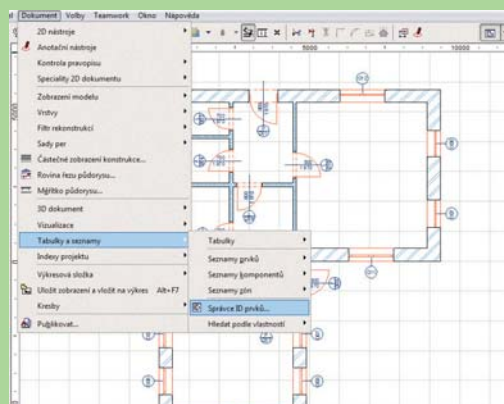 Dokument Volby Teamwork Okno Nápověda
2D nástroje
Anotační nástroje
Kontrola pravopisu
Speciality 2D dokumentu
Zobrazení modelu
Vrstvy
Filtr rekonstrukcí
Sady per
Částečné zobrazení konstrukce...
Rovina řezu půdorysu...
Měřítko půdorysu...
3D dokument
Vizualizace
Tabulky a seznamy
Indexy projektu
Výkresová složka
Uložit zobrazení a vložit na výkres Alt+F7
Kresby
Publikovat...
Tabulky
Seznamy prvků
Seznamy komponentů
Seznamy zón
Správce ID prvků...
Hledat podle vlastností
5000
10000
5000